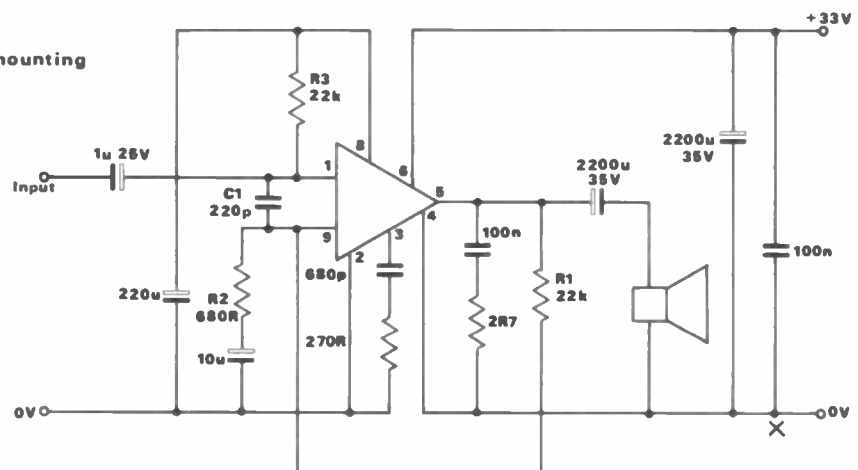 +33V
mounting
R3
22k
8
1u 25V
1
6
2200u
35V
Input
C1
220p
5
2200u
35V
9
4
3
100n
2
680p
100n
220u
R2
680R
R1
22k
2R7
270R
10u
0V
0V